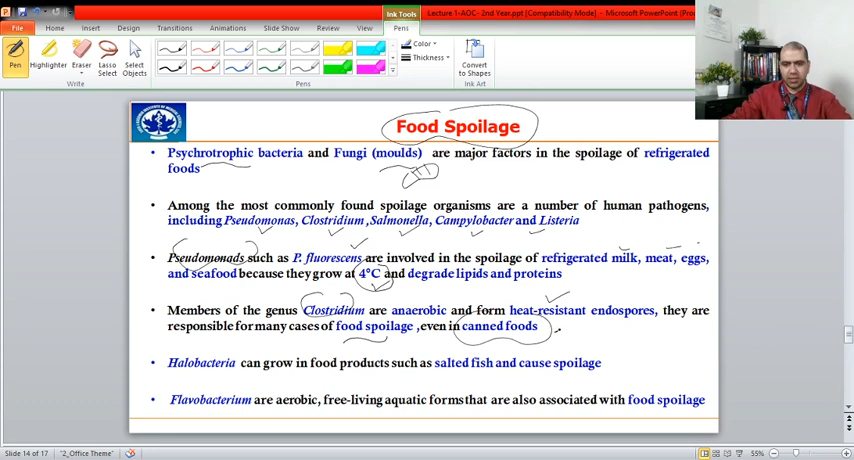 Ink Tools
Lecture 1-AOC- 2nd Year.ppt [Compatibility Mode] - Microsoft PowerPoint (Pro
File Home Insert Design Transitions Animations Slide Show Review View Pens
Pen Highlighter Eraser Lasso Select Color Convert
Select Objects Thickness to Shapes
Write Pens Ink Art
Food Spoilage
• Psychrotrophic bacteria and Fungi (moulds) are major factors in the spoilage of refrigerated
foods
• Among the most commonly found spoilage organisms are a number of human pathogens,
including Pseudomonas, Clostridium, Salmonella, Campylobacter and Listeria
• Pseudomonads such as P. fluorescens are involved in the spoilage of refrigerated milk, meat, eggs,
and seafood because they grow at 4°C and degrade lipids and proteins
• Members of the genus Clostridium are anaerobic and form heat-resistant endospores, they are
responsible for many cases of food spoilage, even in canned foods
• Halobacteria can grow in food products such as salted fish and cause spoilage
• Flavobacterium are aerobic, free-living aquatic forms that are also associated with food spoilage
Slide 14 of 17 "2_Office Theme" 55%